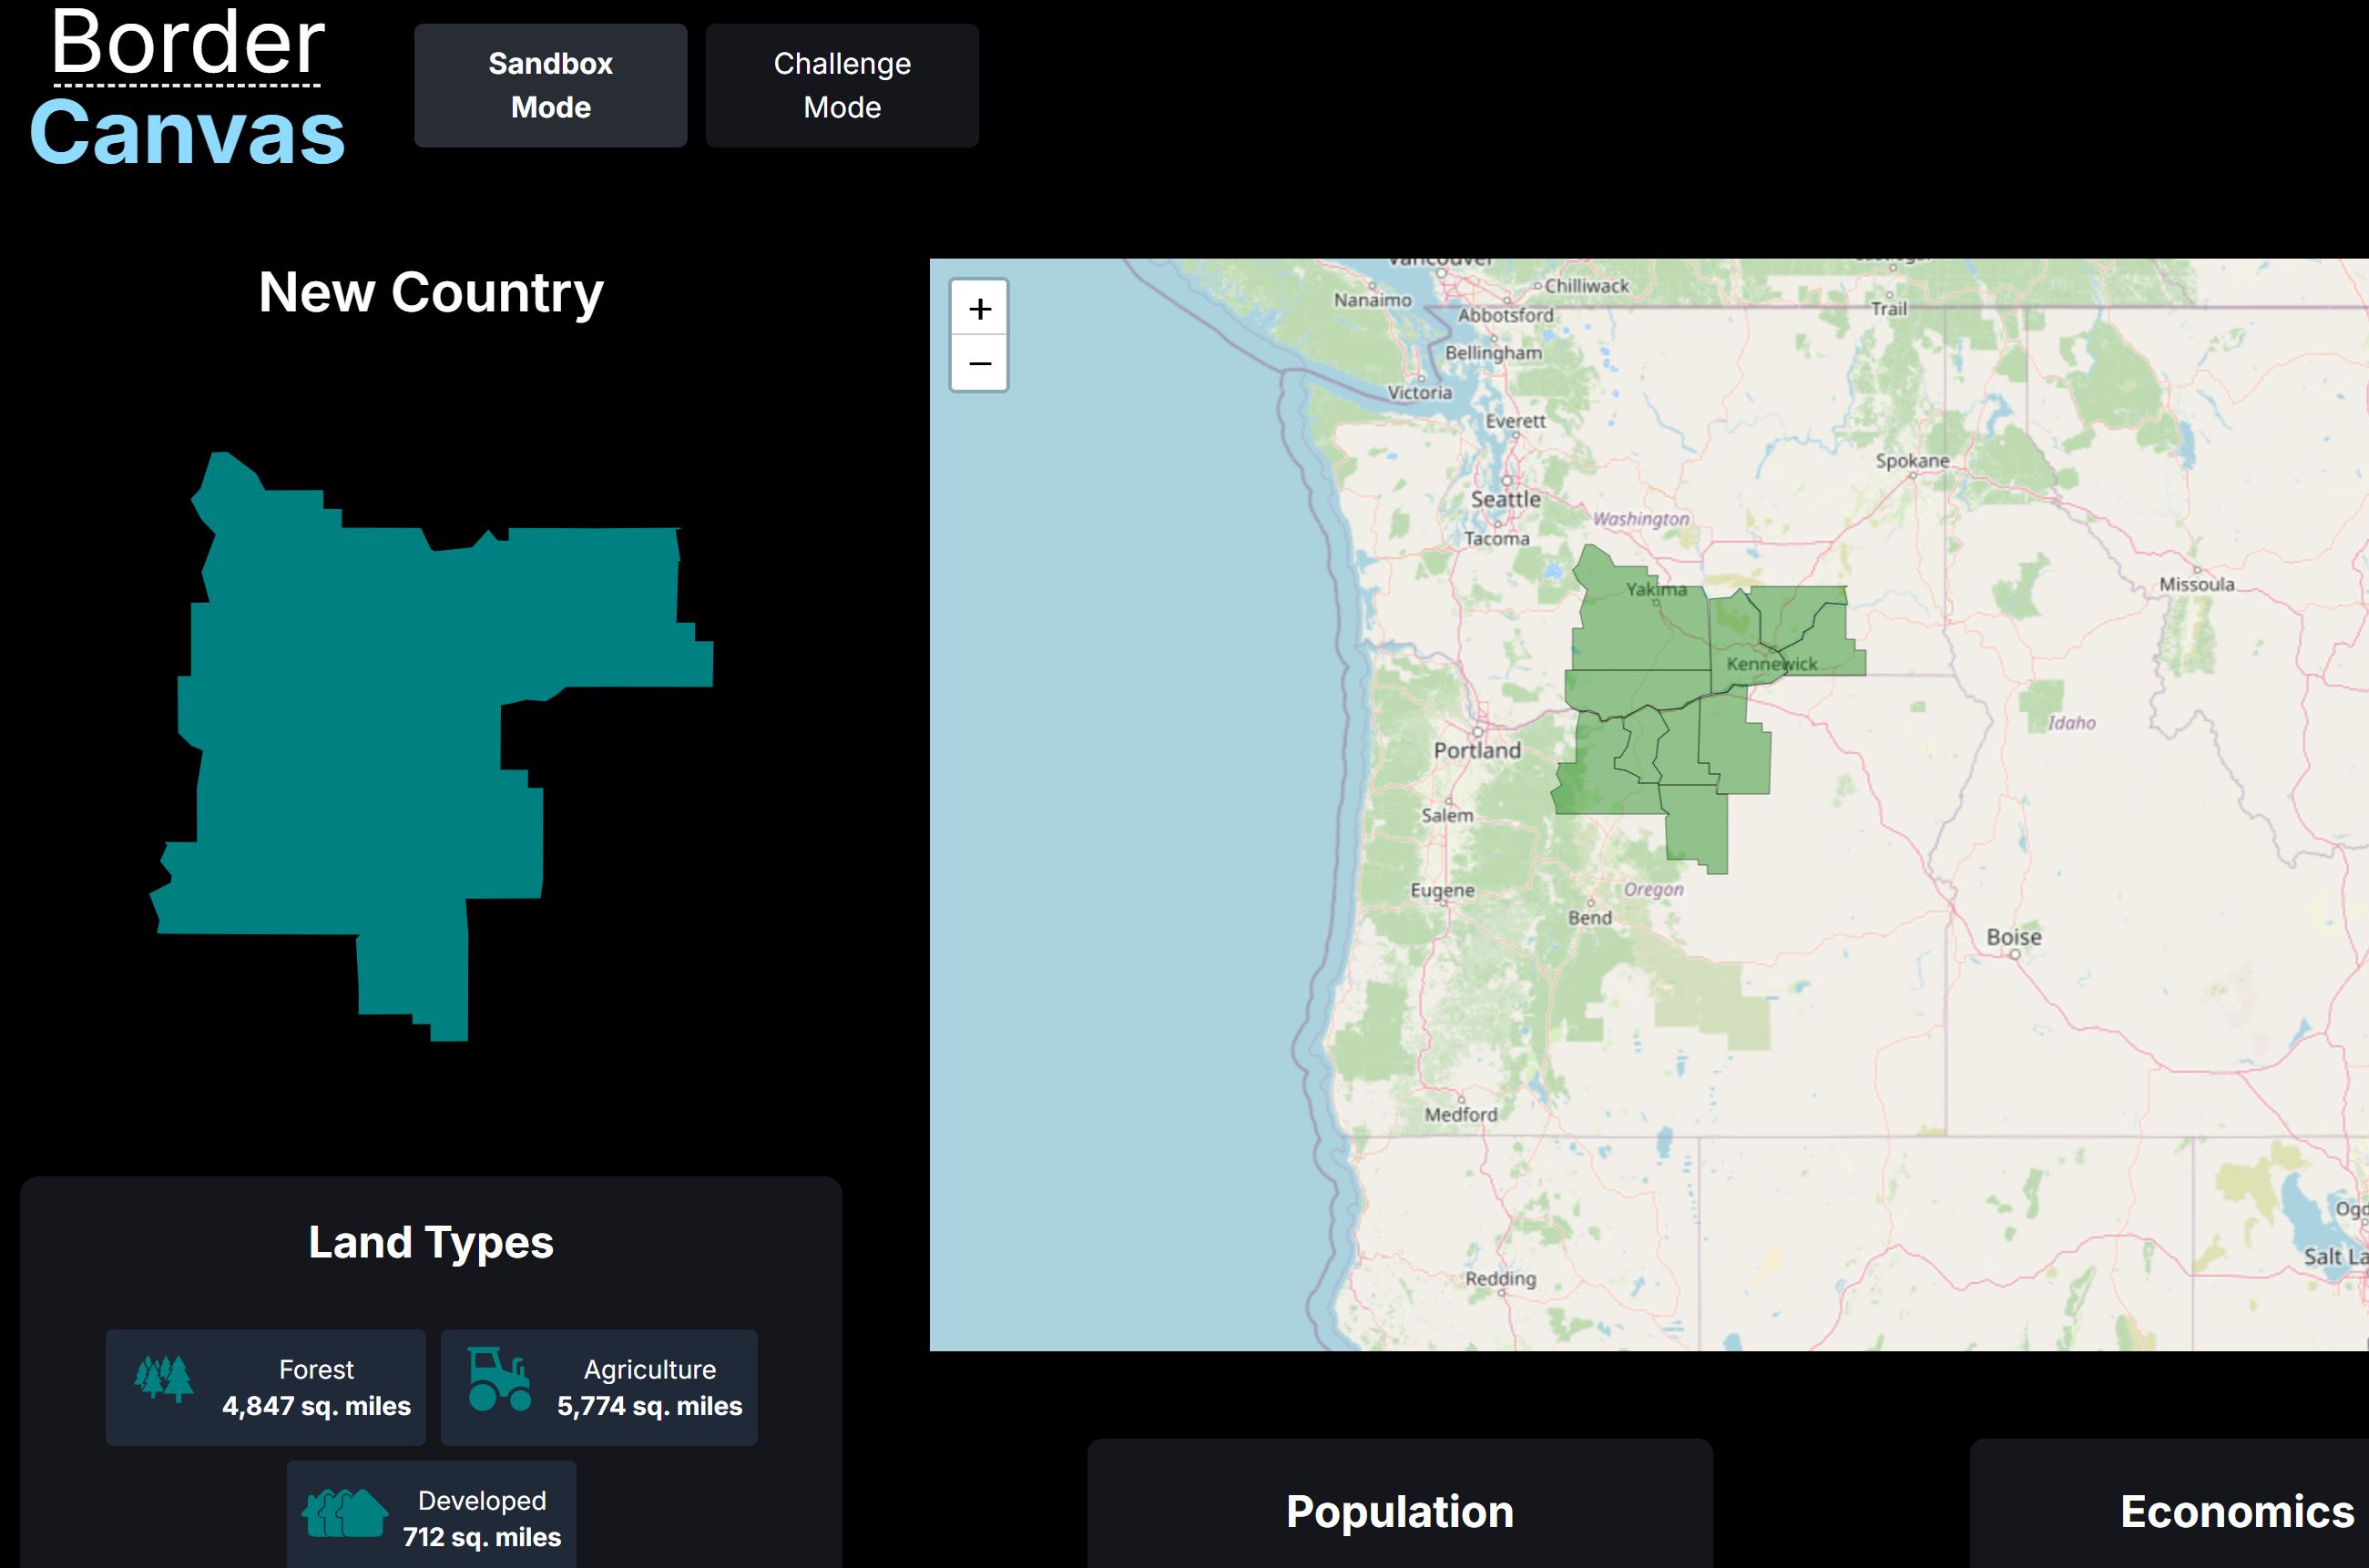 Border
Canvas
Sandbox
Mode
Challenge
Mode
New Country
+
−
Nanaimo
Chilliwack
Abbotsford
Trail
Bellingham
Victoria
Everett
Spokane
Seattle
Washington
Tacoma
Missoula
Yakima
Kennewick
Idaho
Portland
Salem
Eugene
Oregon
Bend
Boise
Medford
Redding
Salt La
Land Types
Forest
4,847 sq. miles
Agriculture
5,774 sq. miles
Developed
712 sq. miles
Population
Economics